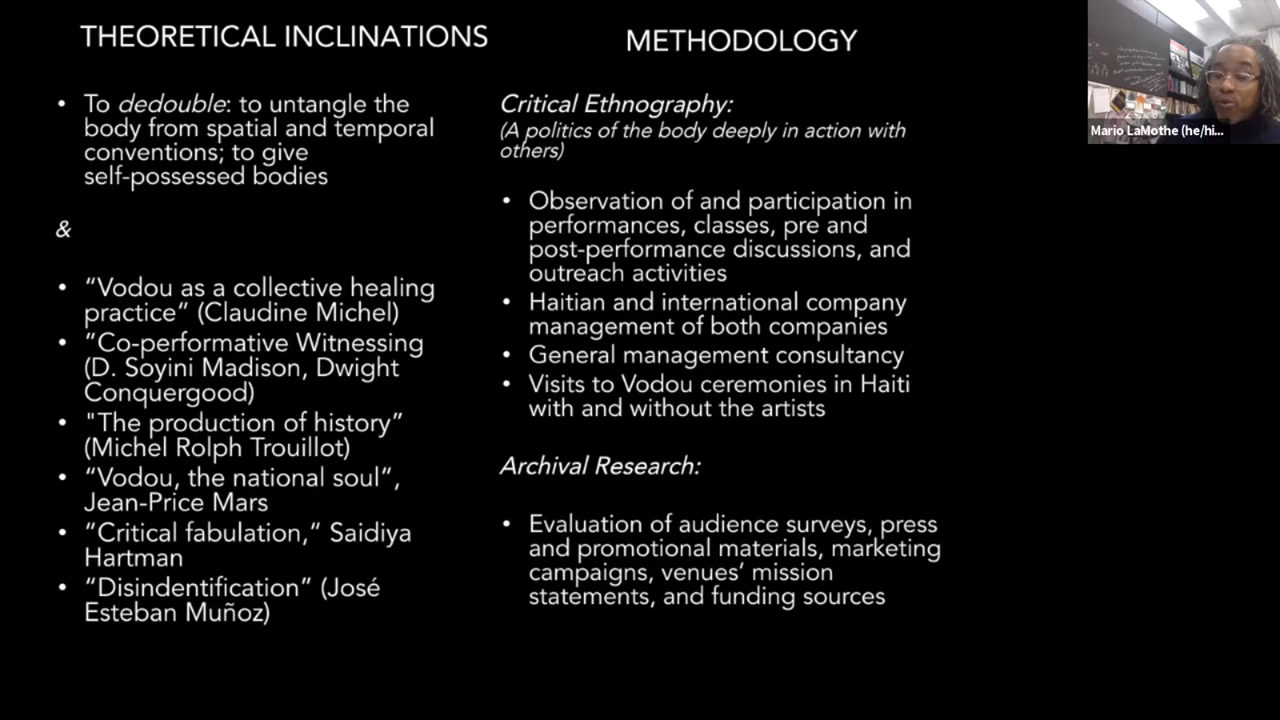 THEORETICAL INCLINATIONS
• To dedouble: to untangle the
body from spatial and temporal
conventions; to give
self-possessed bodies
&
• “Vodou as a collective healing
practice” (Claudine Michel)
• “Co-performative Witnessing
(D. Soyini Madison, Dwight
Conquergood)
• "The production of history”
(Michel Rolph Trouillot)
• “Vodou, the national soul”,
Jean-Price Mars
• “Critical fabulation,” Saidiya
Hartman
• “Disindentification” (José
Esteban Muñoz)
METHODOLOGY
Critical Ethnography:
(A politics of the body deeply in action with
others)
• Observation of and participation in
performances, classes, pre and
post-performance discussions, and
outreach activities
• Haitian and international company
management of both companies
• General management consultancy
• Visits to Vodou ceremonies in Haiti
with and without the artists
Archival Research:
• Evaluation of audience surveys, press
and promotional materials, marketing
campaigns, venues’ mission
statements, and funding sources
Mario LaMothe (he/hi...